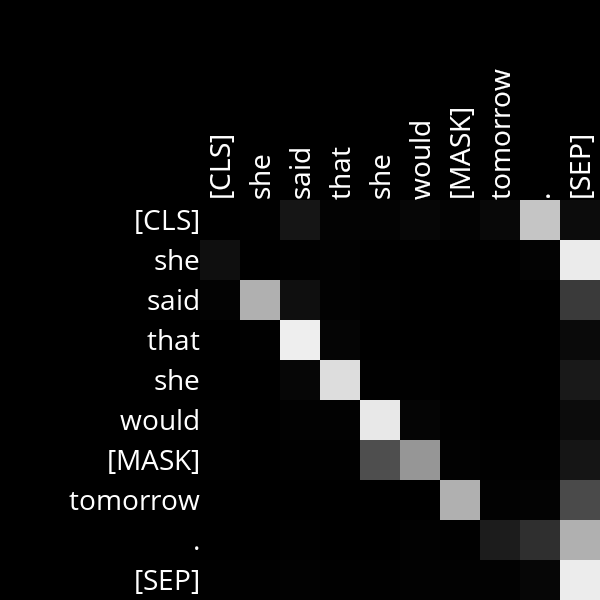 [CLS]
she
said
that
she
would
[MASK]
tomorrow
.
[SEP]
[CLS]
she
said
that
she
would
[MASK]
tomorrow
.
[SEP]